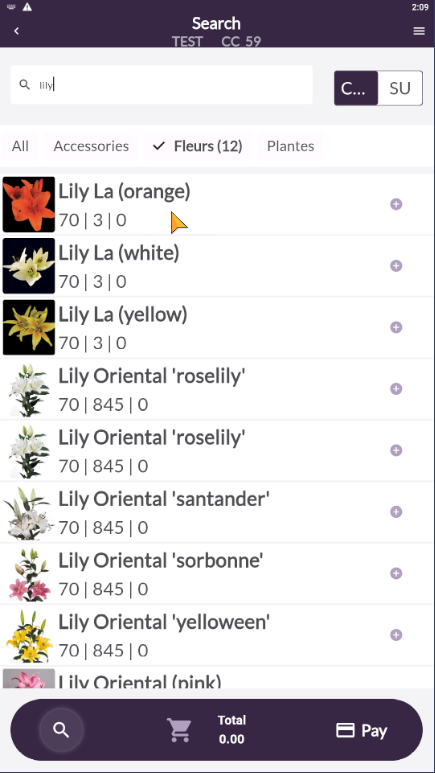 2:09
Search
TEST CC 59
lily
C... SU
All Accessories Fleurs (12) Plantes
Lily La (orange)
70 | 3 | 0
Lily La (white)
70 | 3 | 0
Lily La (yellow)
70 | 3 | 0
Lily Oriental 'roselily'
70 | 845 | 0
Lily Oriental 'roselily'
70 | 845 | 0
Lily Oriental 'santander'
70 | 845 | 0
Lily Oriental 'sorbonne'
70 | 845 | 0
Lily Oriental 'yelloween'
70 | 845 | 0
Lily Oriental (pink)
Total
0.00
Pay